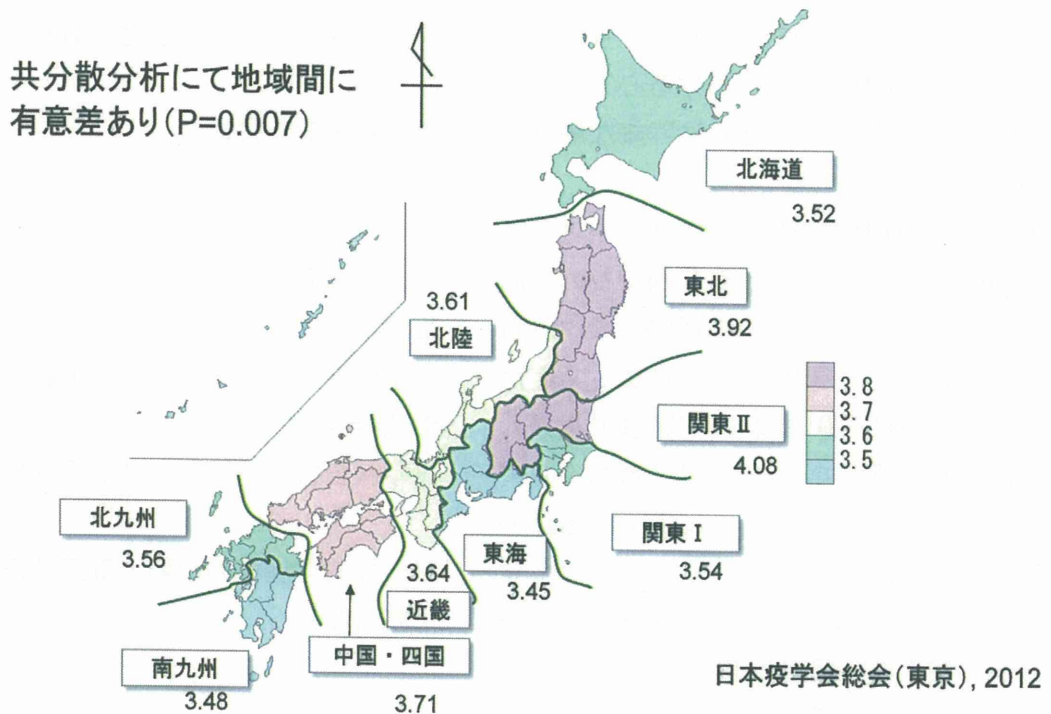 共分散分析にて地域間に
有意差あり(P=0.007)
北海道
3.52
東北
3.92
3.61
北陸
3.8
3.7
3.6
3.5
関東Ⅱ
4.08
北九州
3.56
関東Ⅰ
3.54
東海
3.45
3.64
近畿
中国・四国
3.71
南九州
3.48
日本疫学会総会(東京), 2012